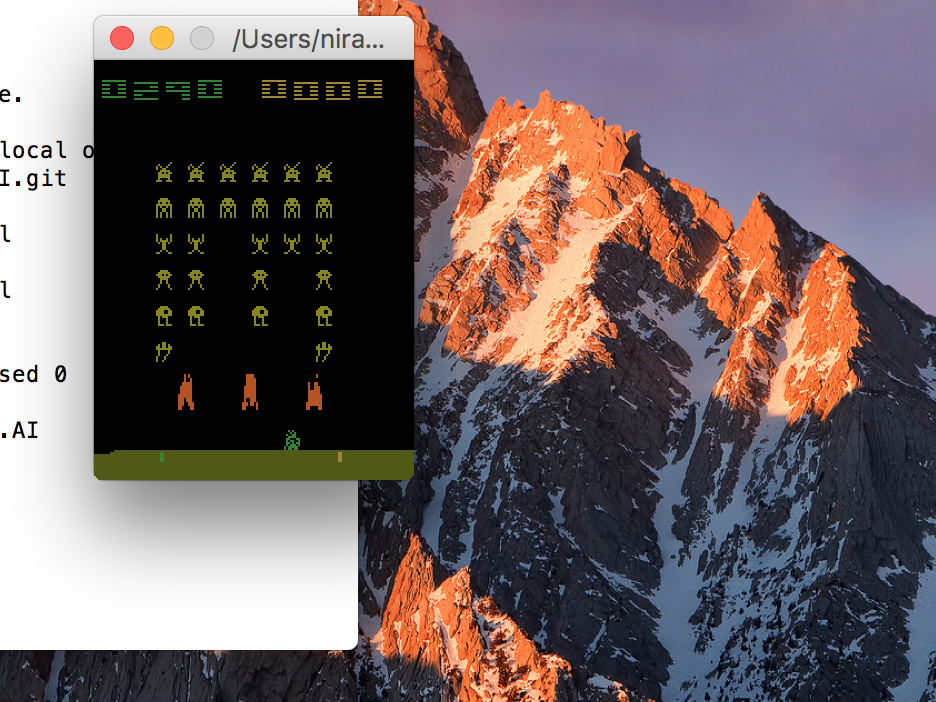 /Users/nira...
0290 0000
e.
local o
I.git
l
l
sed 0
.AI